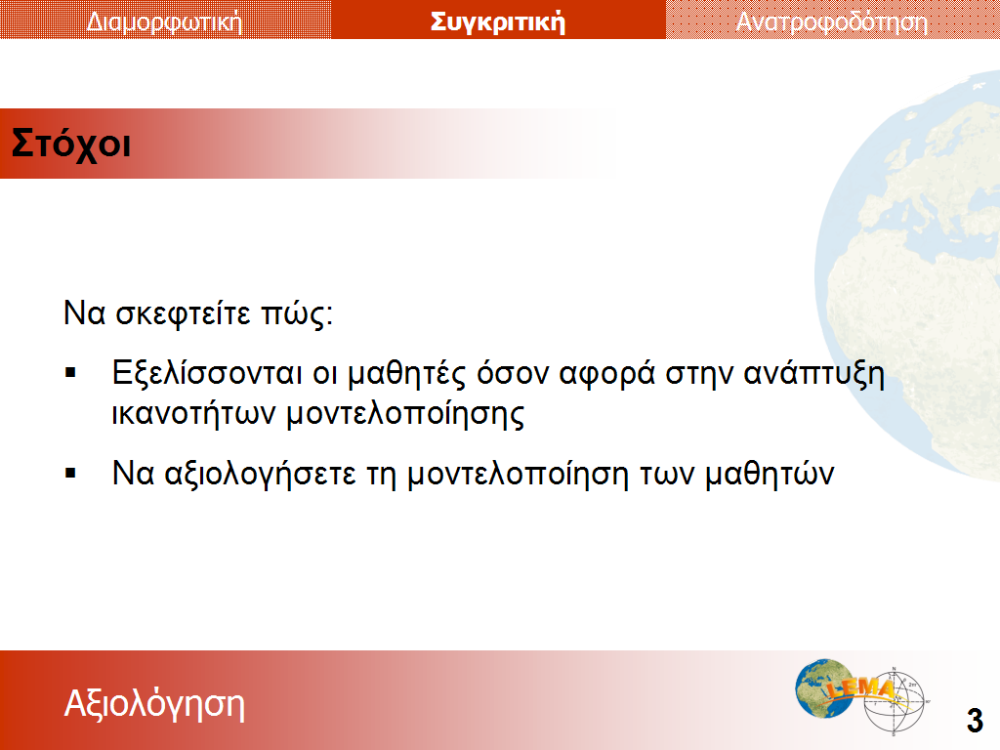 Διαμορφωτική
Συγκριτική
Ανατροφοδότηση
Στόχοι
Να σκεφτείτε πώς:
▪ Εξελίσσονται οι μαθητές όσον αφορά στην ανάπτυξη
ικανοτήτων μοντελοποίησης
▪ Να αξιολογήσετε τη μοντελοποίηση των μαθητών
Αξιολόγηση
LEMA
3